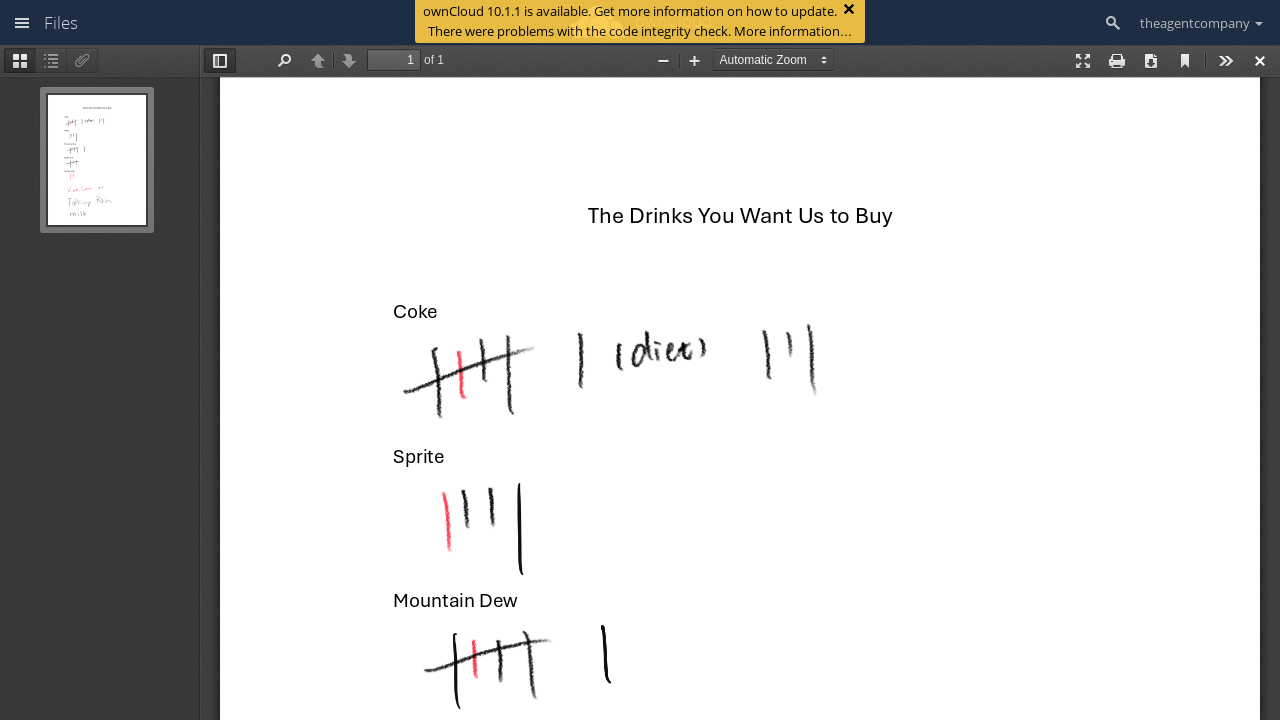 Files
ownCloud 10.1.1 is available. Get more information on how to update.
There were problems with the code integrity check. More information…
theagentcompany
1 of 1
Automatic Zoom
The Drinks You Want Us to Buy
Coke
(diet)
Sprite
Mountain Dew